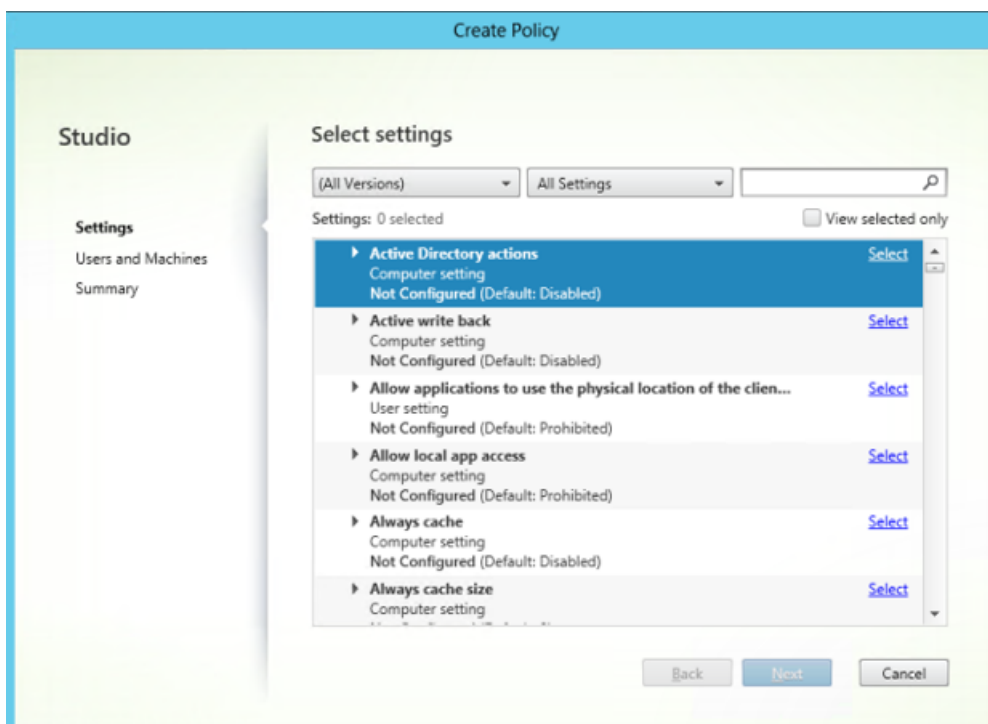 Create Policy
Studio
Settings
Users and Machines
Summary
Select settings
(All Versions) All Settings
Settings: 0 selected View selected only
Active Directory actions Select
Computer setting
Not Configured (Default: Disabled)
Active write back Select
Computer setting
Not Configured (Default: Disabled)
Allow applications to use the physical location of the clien... Select
User setting
Not Configured (Default: Prohibited)
Allow local app access Select
Computer setting
Not Configured (Default: Prohibited)
Always cache Select
Computer setting
Not Configured (Default: Disabled)
Always cache size Select
Computer setting
Back Next Cancel